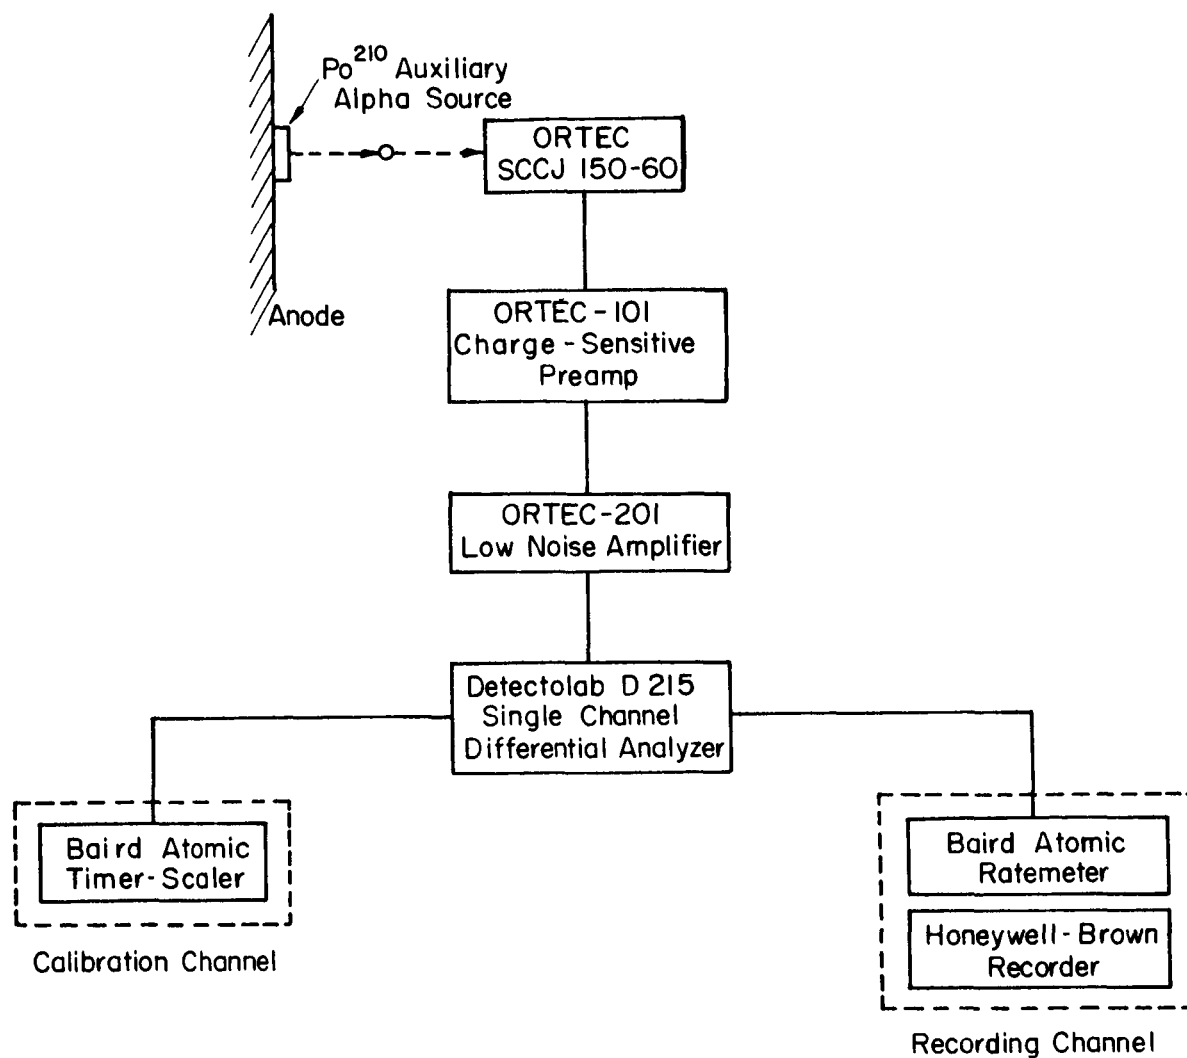 Po210 Auxiliary
Alpha Source
ORTEC
SCCJ 150-60
Anode
ORTEC-101
Charge-Sensitive
Preamp
ORTEC-201
Low Noise Amplifier
Detectolab D 215
Single Channel
Differential Analyzer
Baird Atomic
Timer-Scaler
Calibration Channel
Baird Atomic
Ratemeter
Honeywell-Brown
Recorder
Recording Channel